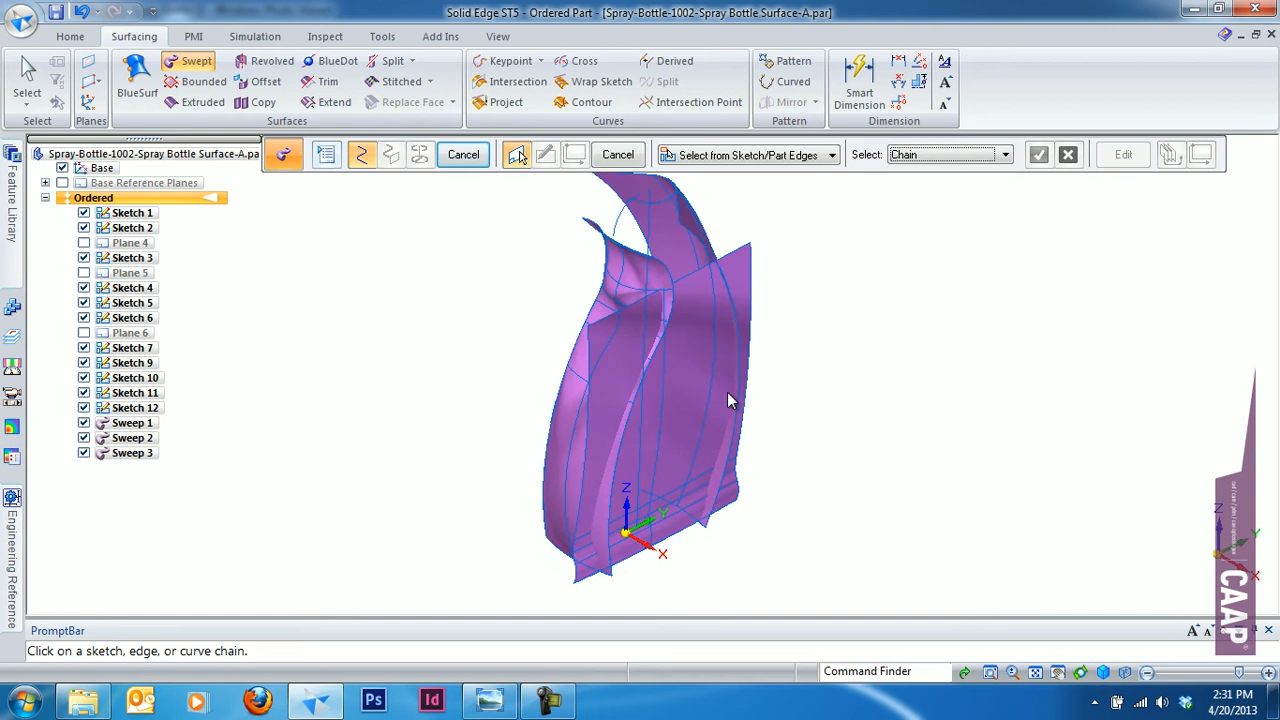 Solid Edge ST5 - Ordered Part - [Spray-Bottle-1002-Spray Bottle Surface-A.par]
Home Surfacing PMI Simulation Inspect Tools Add Ins View
Select
Select
Planes
BlueSurf
Swept Revolved BlueDot Split
Bounded Offset Trim Stitched
Extruded Copy Extend Replace Face
Surfaces
Keypoint Cross Derived
Intersection Wrap Sketch Split
Project Contour Intersection Point
Curves
Pattern
Curved
Mirror
Pattern
Smart
Dimension
Dimension
Cancel
Cancel
Select from Sketch/Part Edges
Select:
Chain
Edit
Spray-Bottle-1002-Spray Bottle Surface-A.pa
Base
Base Reference Planes
Ordered
Sketch 1
Sketch 2
Plane 4
Sketch 3
Plane 5
Sketch 4
Sketch 5
Sketch 6
Plane 6
Sketch 7
Sketch 9
Sketch 10
Sketch 11
Sketch 12
Sweep 1
Sweep 2
Sweep 3
Feature Library
Engineering Reference
Z
Y
X
Z
Y
X
CAAP
PromptBar
Click on a sketch, edge, or curve chain.
Command Finder
Ps
Id
2:31 PM
4/20/2013